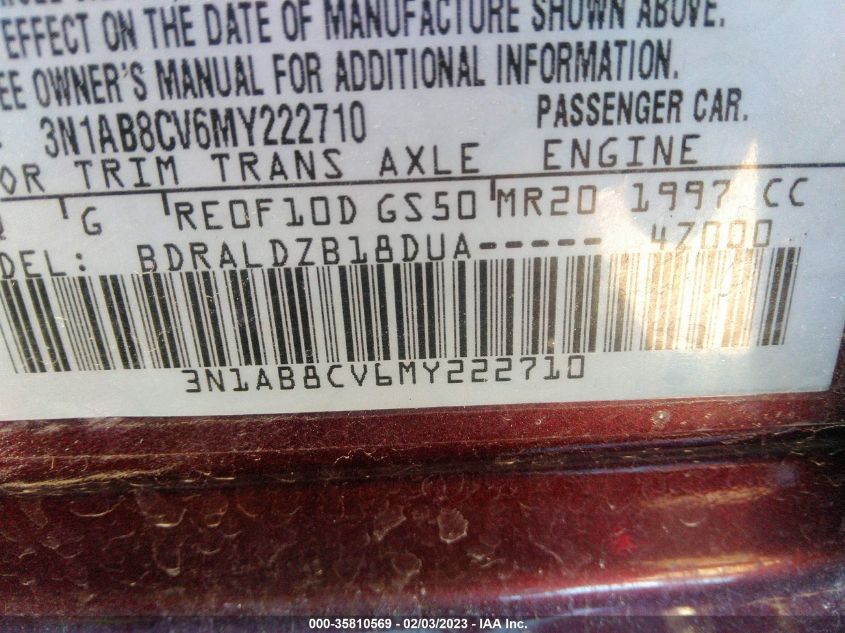 EFFECT ON THE DATE OF MANUFACTURE SHOWN ABOVE.
EE OWNER'S MANUAL FOR ADDITIONAL INFORMATION.
3N1AB8CV6MY222710 PASSENGER CAR.
OR TRIM TRANS AXLE ENGINE
G RE0F10D GS50 MR20 1997 CC
DEL: BDRALDZB18DUA----- 47000
3N1AB8CV6MY222710
000-35810569 — 02/03/2023 — IAA Inc.